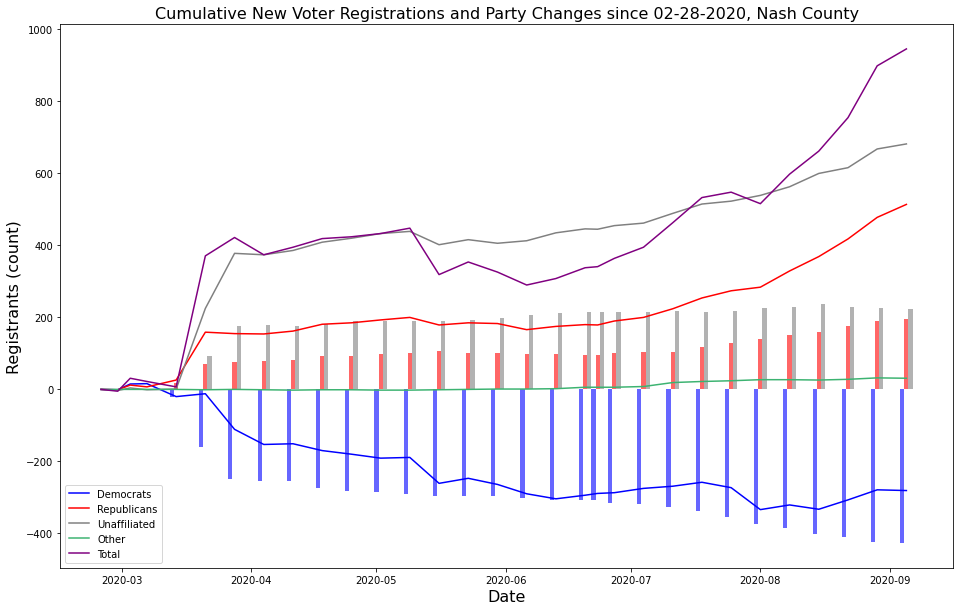 Cumulative New Voter Registrations and Party Changes since 02-28-2020, Nash County
Registrants (count)
1000
800
600
400
200
0
−200
−400
Democrats
Republicans
Unaffiliated
Other
Total
2020-03
2020-04
2020-05
2020-06
2020-07
2020-08
2020-09
Date